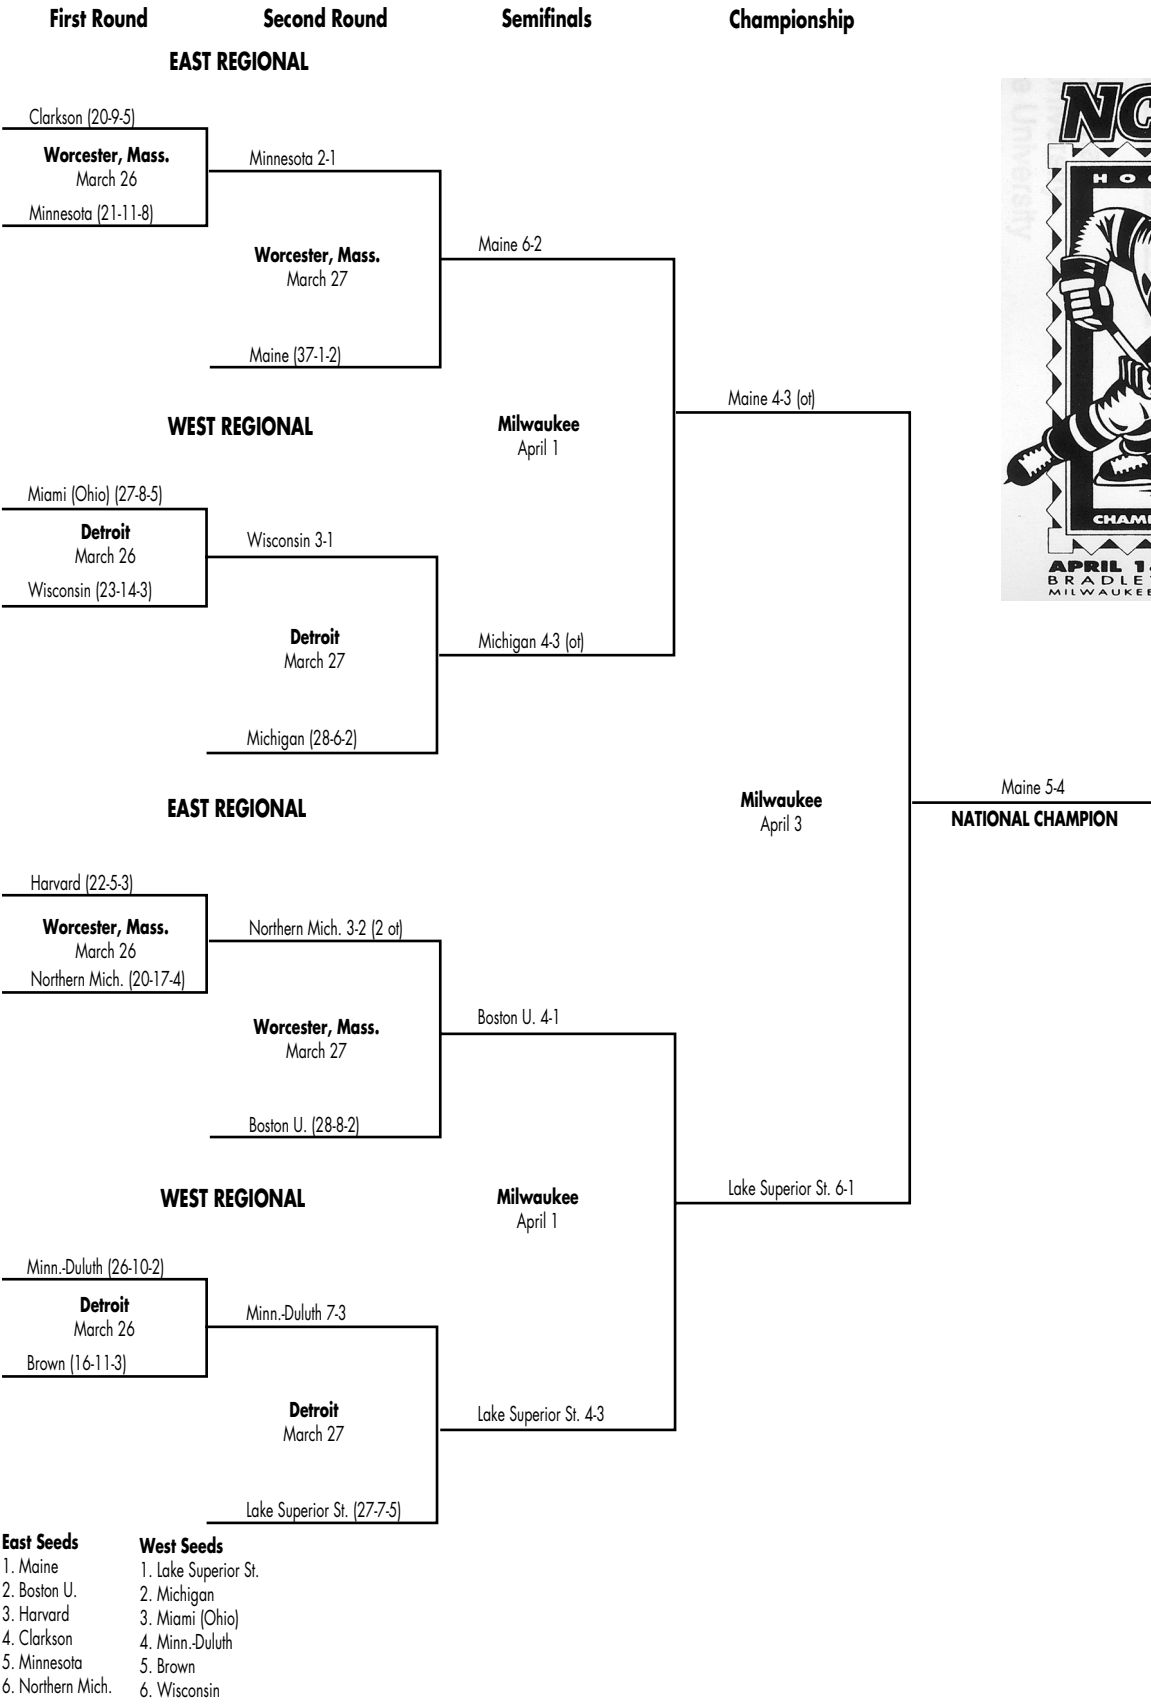 First Round
Second Round
Semifinals
Championship
EAST REGIONAL
Clarkson (20-9-5)
Worcester, Mass.
March 26
Minnesota (21-11-8)
Minnesota 2-1
Worcester, Mass.
March 27
Maine (37-1-2)
Maine 6-2
WEST REGIONAL
Miami (Ohio) (27-8-5)
Detroit
March 26
Wisconsin (23-14-3)
Wisconsin 3-1
Detroit
March 27
Michigan (28-6-2)
Michigan 4-3 (ot)
Milwaukee
April 1
Maine 4-3 (ot)
EAST REGIONAL
Harvard (22-5-3)
Worcester, Mass.
March 26
Northern Mich. (20-17-4)
Northern Mich. 3-2 (2 ot)
Worcester, Mass.
March 27
Boston U. (28-8-2)
Boston U. 4-1
WEST REGIONAL
Minn.-Duluth (26-10-2)
Detroit
March 26
Brown (16-11-3)
Minn.-Duluth 7-3
Detroit
March 27
Lake Superior St. (27-7-5)
Lake Superior St. 4-3
Milwaukee
April 1
Lake Superior St. 6-1
Milwaukee
April 3
Maine 5-4
NATIONAL CHAMPION
NC
HO
CHAM
APRIL 1
BRADLE
MILWAUKEE
e University
East Seeds
1. Maine
2. Boston U.
3. Harvard
4. Clarkson
5. Minnesota
6. Northern Mich.
West Seeds
1. Lake Superior St.
2. Michigan
3. Miami (Ohio)
4. Minn.-Duluth
5. Brown
6. Wisconsin